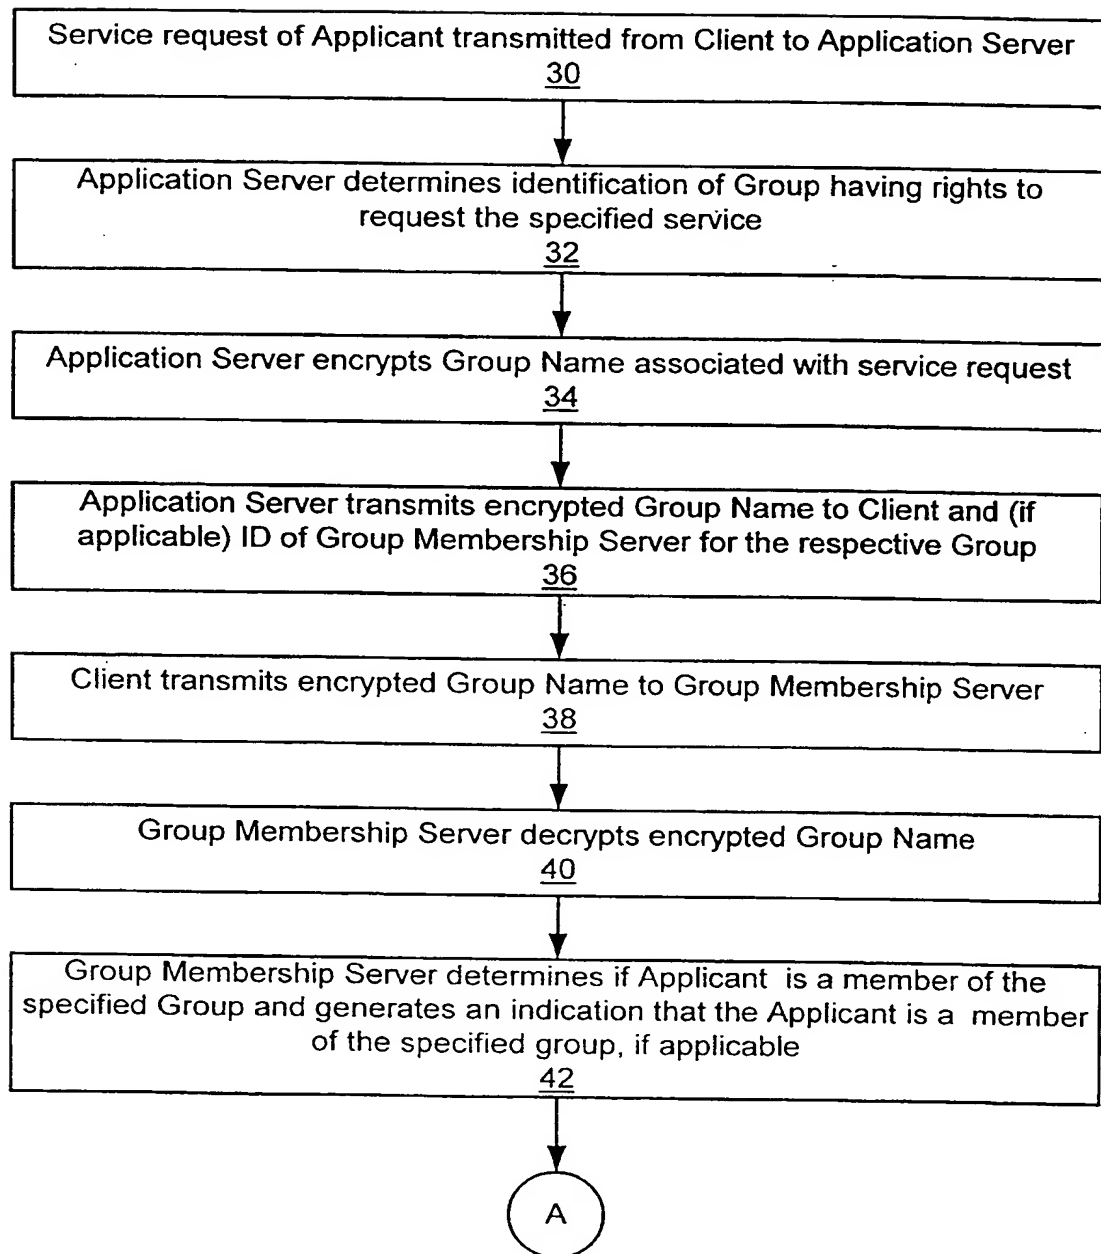 Service request of Applicant transmitted from Client to Application Server
30
Application Server determines identification of Group having rights to
request the specified service
32
Application Server encrypts Group Name associated with service request
34
Application Server transmits encrypted Group Name to Client and (if
applicable) ID of Group Membership Server for the respective Group
36
Client transmits encrypted Group Name to Group Membership Server
38
Group Membership Server decrypts encrypted Group Name
40
Group Membership Server determines if Applicant is a member of the
specified Group and generates an indication that the Applicant is a member
of the specified group, if applicable
42
A